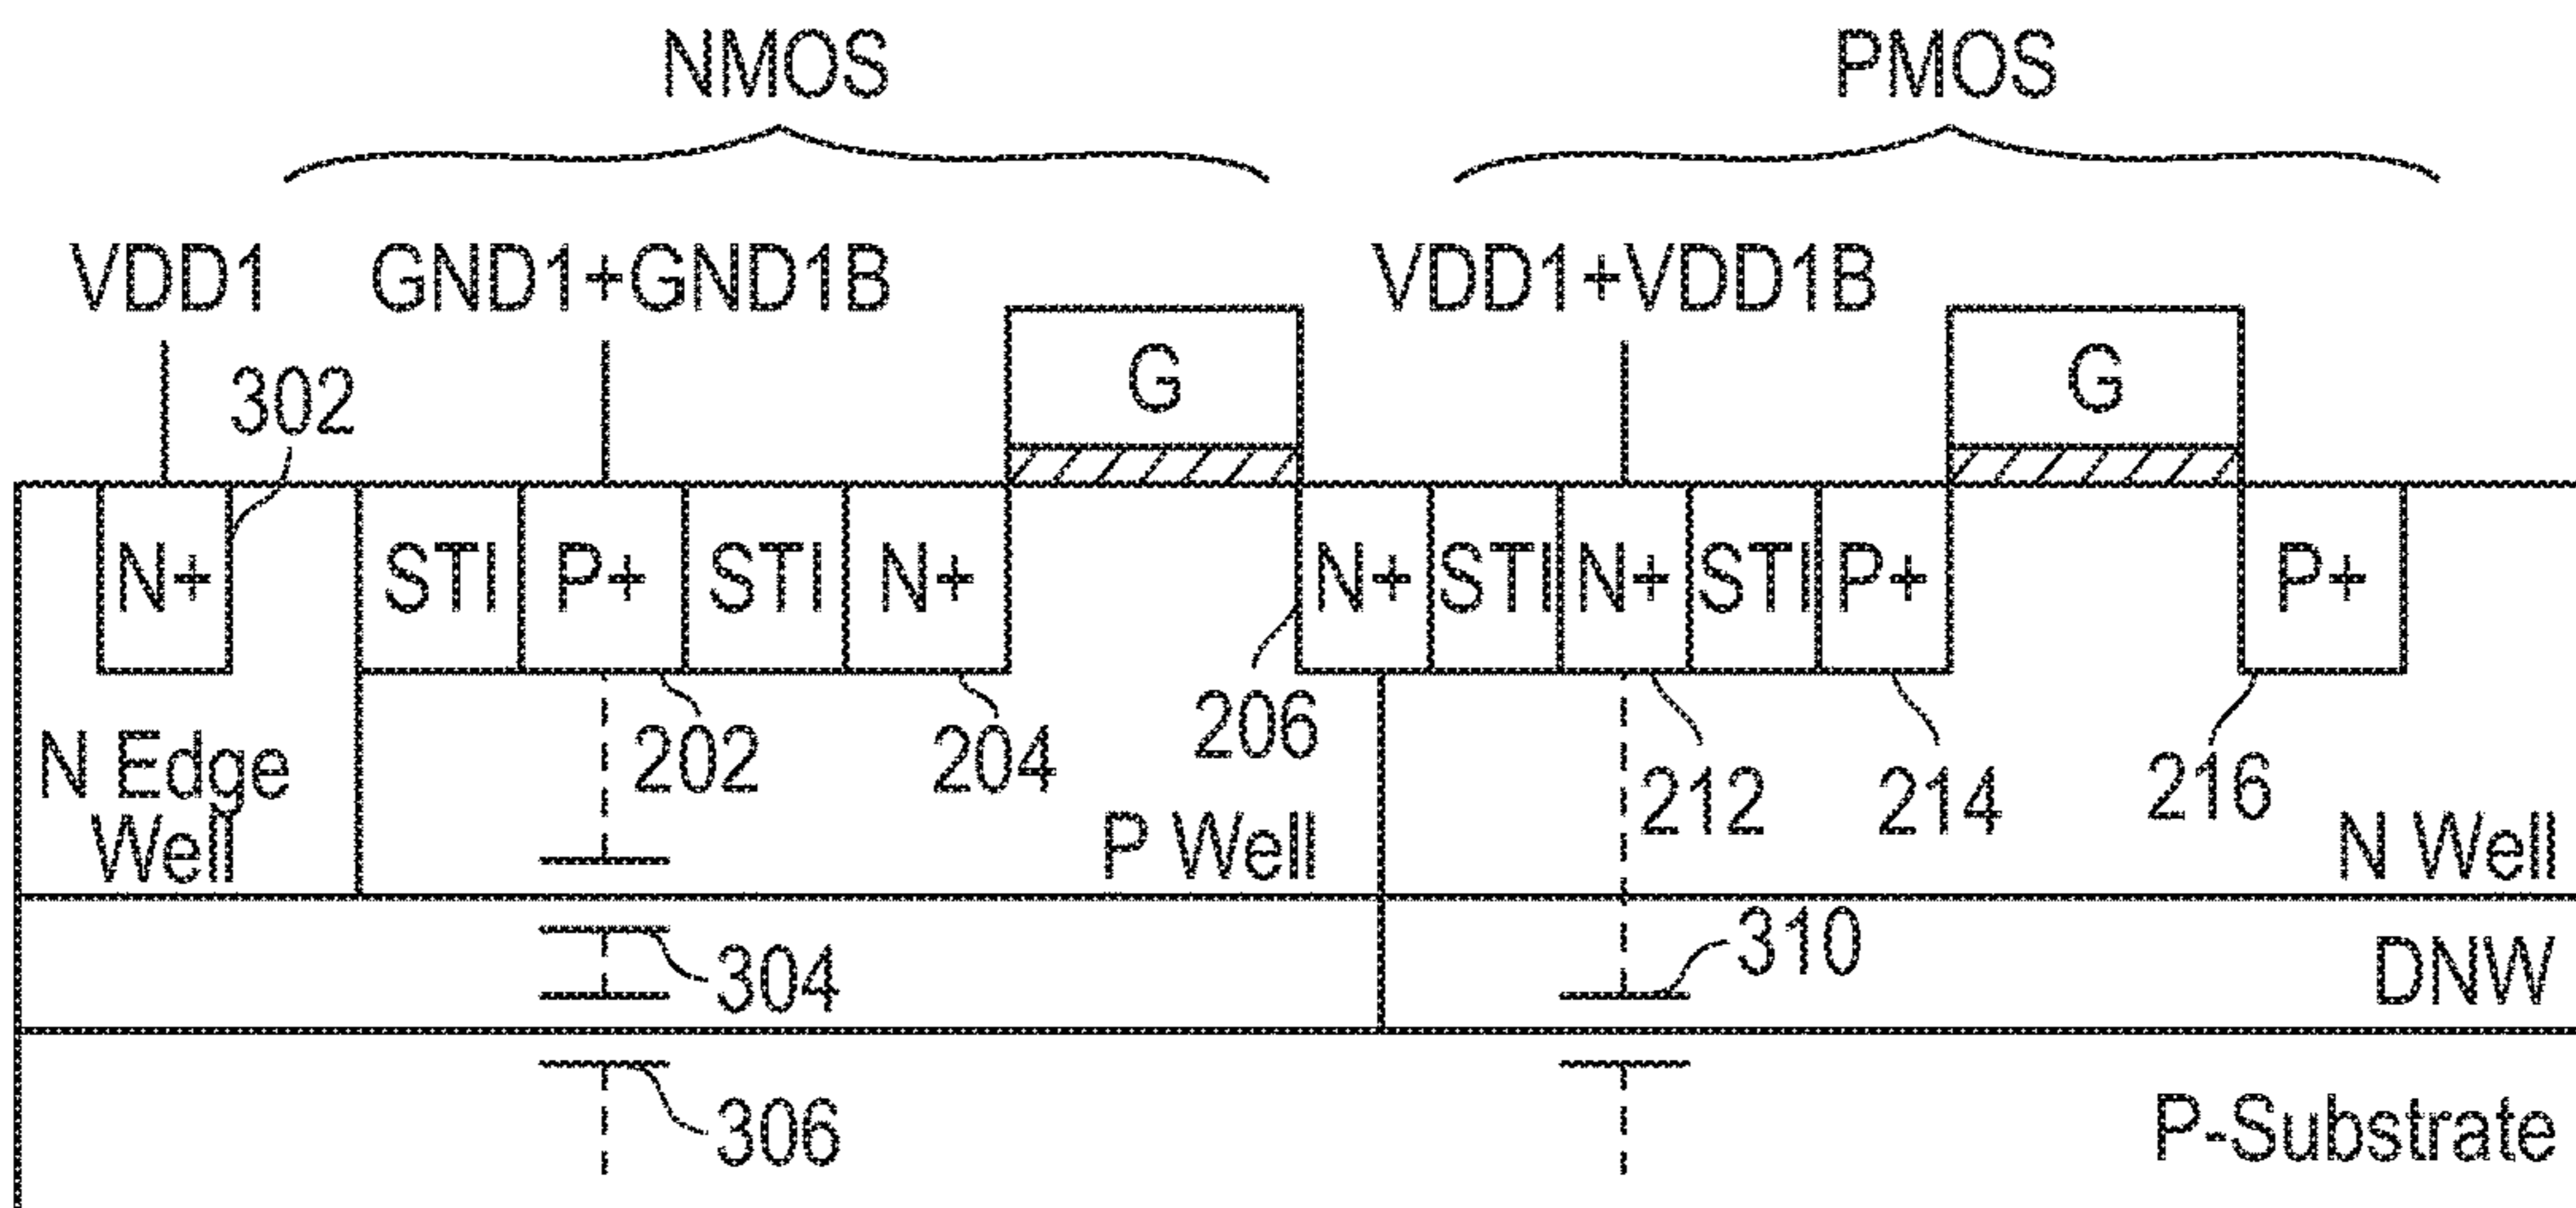 NMOS
PMOS
VDD1
GND1+GND1B
VDD1+VDD1B
G
G
302
N+
STI
P+
STI
N+
N+
STI
N+
STI
P+
P+
206
202
204
212
214
216
N Edge
Well
P Well
N Well
304
310
DNW
306
P-Substrate